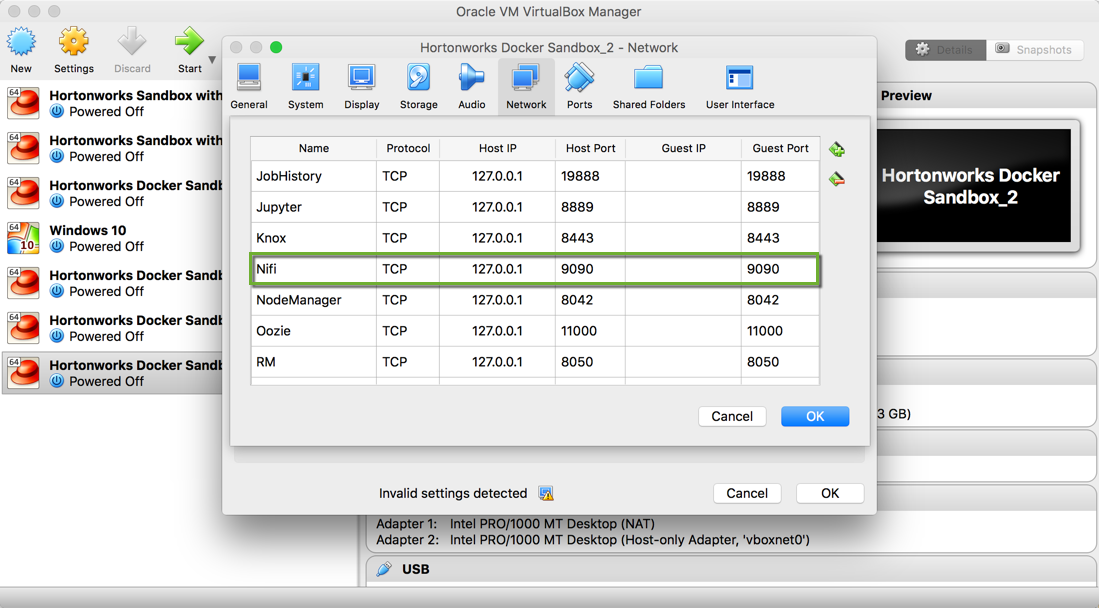 Oracle VM VirtualBox Manager
New
Settings
Discard
Start
Details
Snapshots
64
Hortonworks Sandbox with
Powered Off
64
Hortonworks Sandbox with
Powered Off
64
Hortonworks Docker Sandb
Powered Off
64
10
Windows 10
Powered Off
64
Hortonworks Docker Sandb
Powered Off
64
Hortonworks Docker Sandb
Powered Off
64
Hortonworks Docker Sandb
Powered Off
Hortonworks Docker Sandbox_2 - Network
General
System
Display
Storage
Audio
Network
Ports
Shared Folders
User Interface
Name Protocol Host IP Host Port Guest IP Guest Port
JobHistory TCP 127.0.0.1 19888 19888
Jupyter TCP 127.0.0.1 8889 8889
Knox TCP 127.0.0.1 8443 8443
Nifi TCP 127.0.0.1 9090 9090
NodeManager TCP 127.0.0.1 8042 8042
Oozie TCP 127.0.0.1 11000 11000
RM TCP 127.0.0.1 8050 8050
Cancel
OK
Invalid settings detected
Cancel
OK
Preview
Hortonworks Docker
Sandbox_2
3 GB)
Adapter 1: Intel PRO/1000 MT Desktop (NAT)
Adapter 2: Intel PRO/1000 MT Desktop (Host-only Adapter, 'vboxnet0')
USB